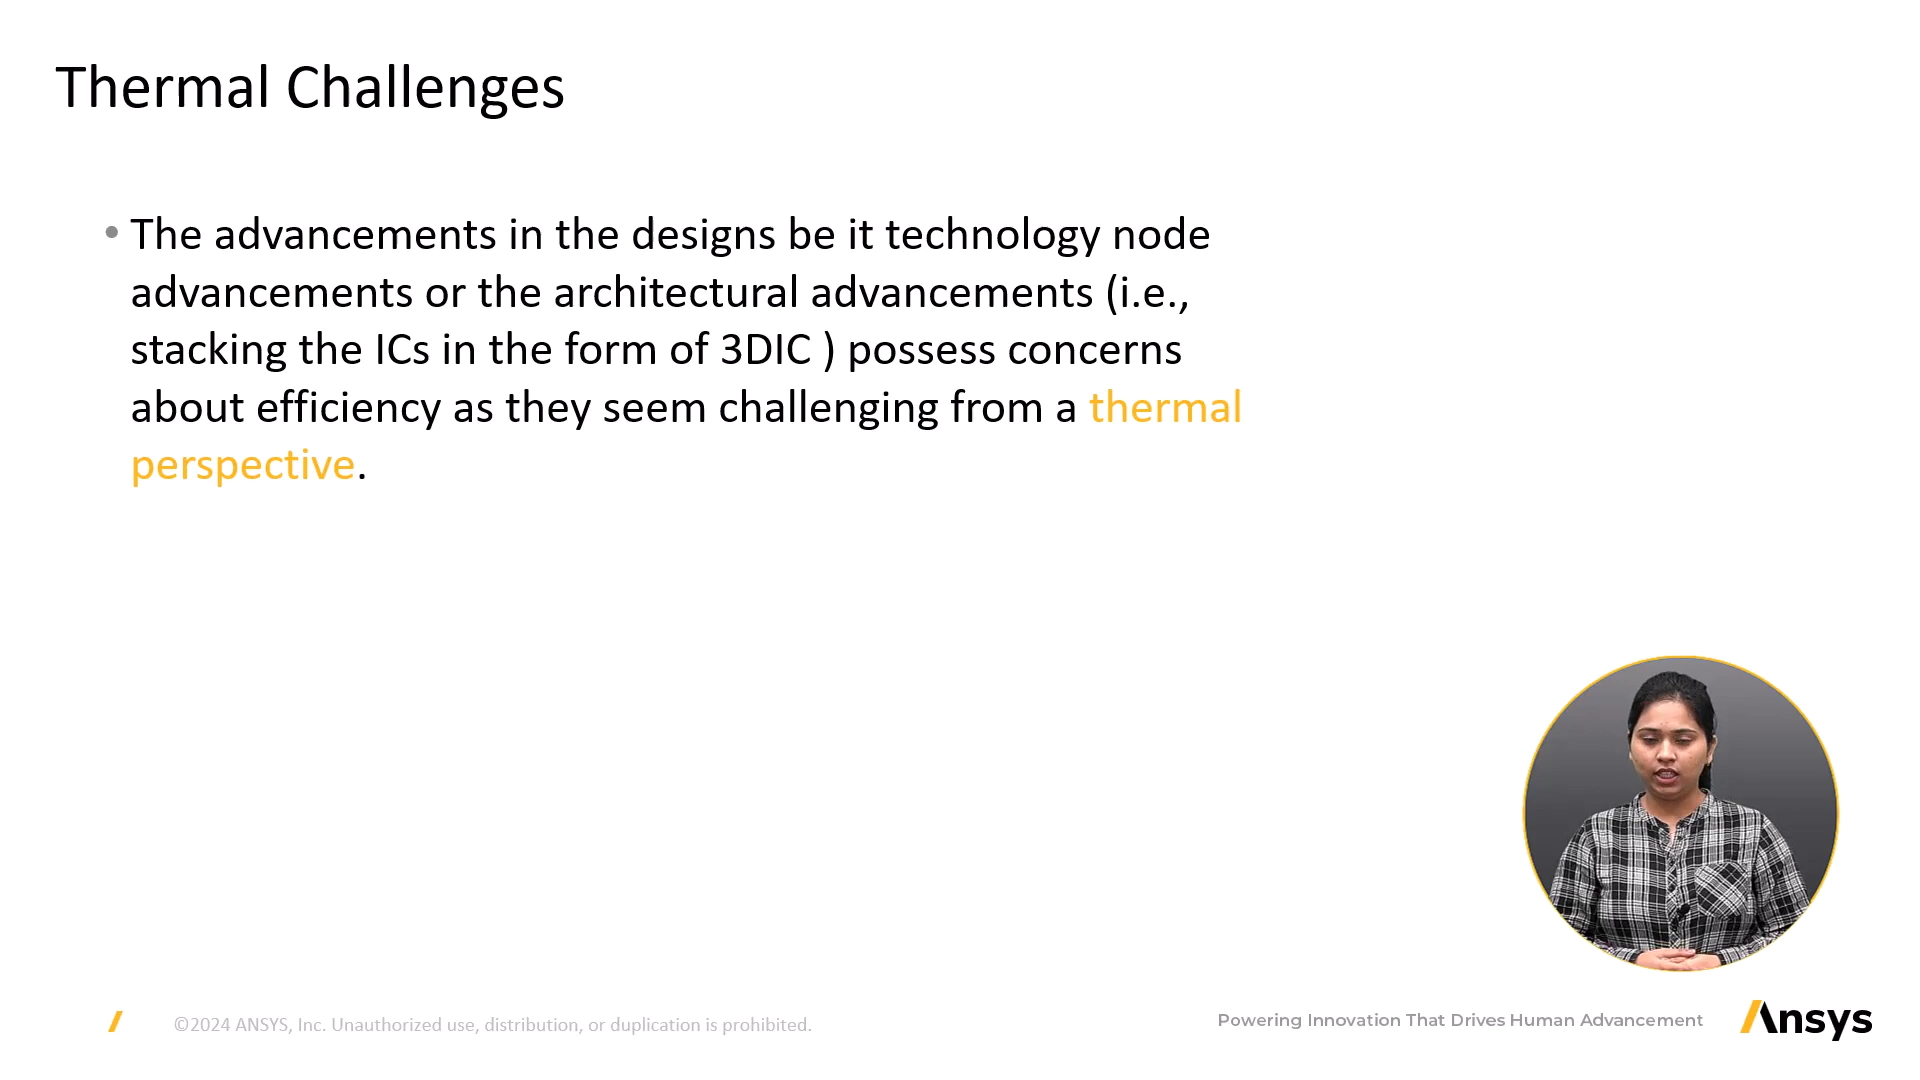 Thermal Challenges
• The advancements in the designs be it technology node
advancements or the architectural advancements (i.e.,
stacking the ICs in the form of 3DIC ) possess concerns
about efficiency as they seem challenging from a thermal
perspective.
©2024 ANSYS, Inc. Unauthorized use, distribution, or duplication is prohibited.
Powering Innovation That Drives Human Advancement
Ansys